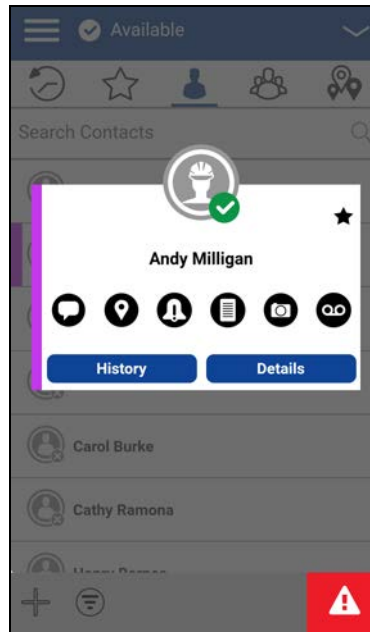 Available
Search Contacts
Andy Milligan
History Details
Carol Burke
Cathy Ramona